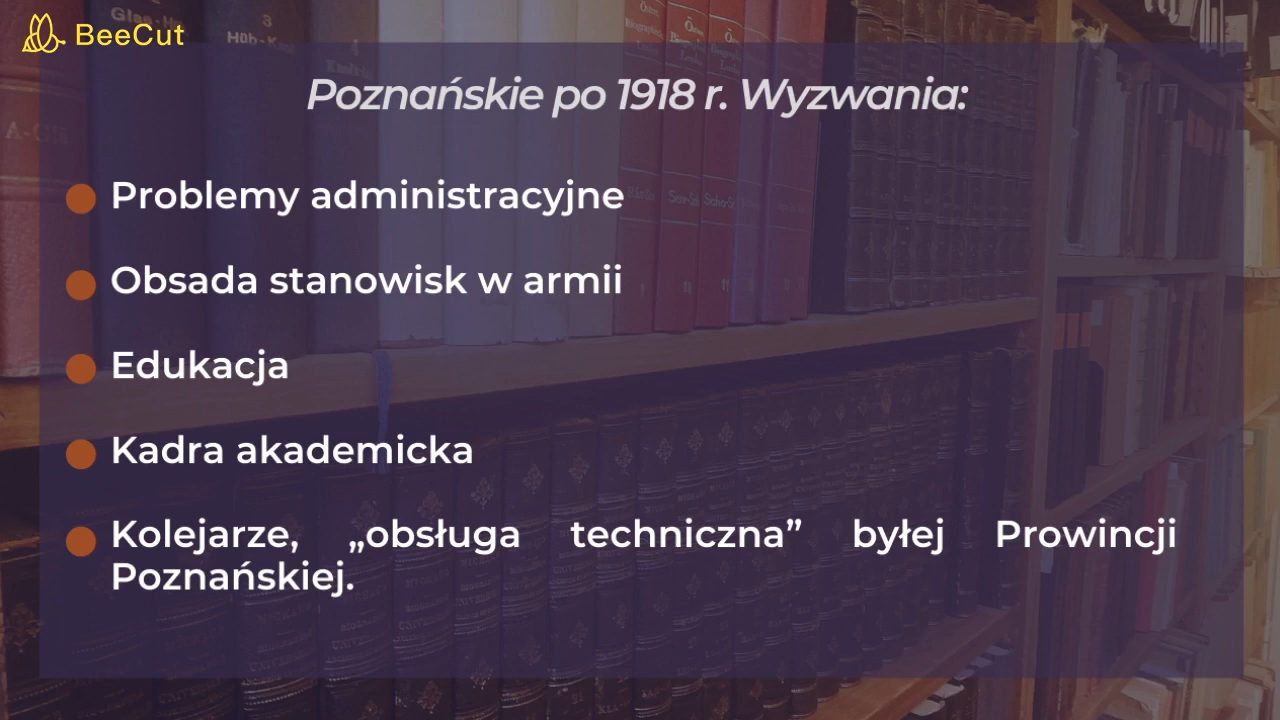 BeeCut
Poznańskie po 1918 r. Wyzwania:
Problemy administracyjne
Obsada stanowisk w armii
Edukacja
Kadra akademicka
Kolejarze, „obsługa techniczna” byłej Prowincji
Poznańskiej.